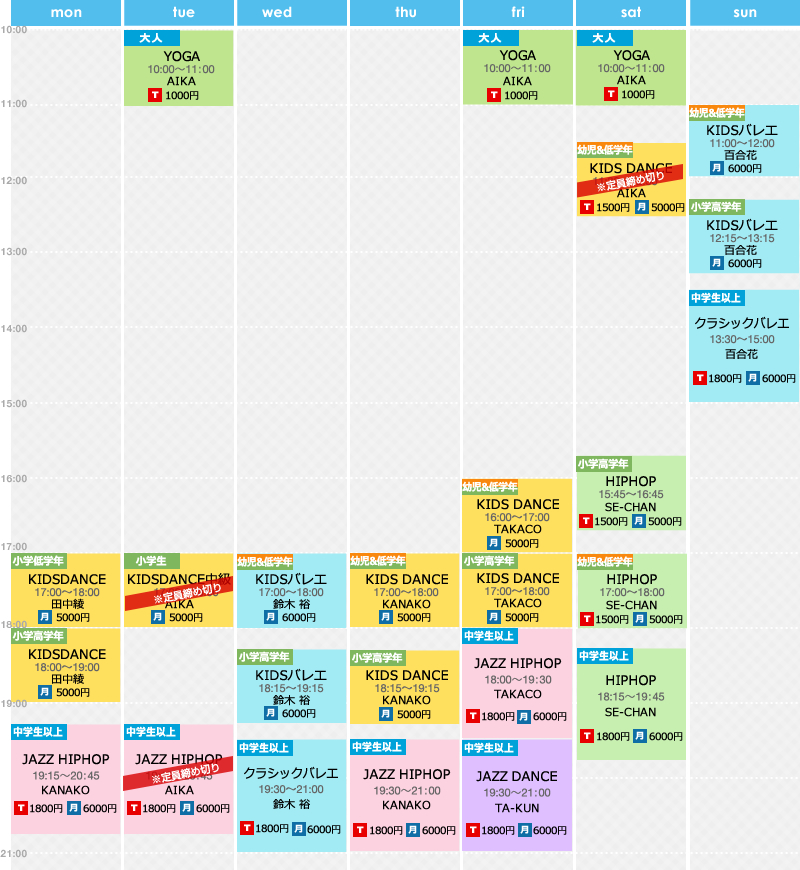 mon
tue
wed
thu
fri
sat
sun
10:00
11:00
12:00
13:00
14:00
15:00
16:00
17:00
18:00
19:00
21:00
小学低学年
KIDSDANCE
17:00～18:00
田中綾
月 5000円
小学高学年
KIDSDANCE
18:00～19:00
田中綾
月 5000円
中学生以上
JAZZ HIPHOP
19:15～20:45
KANAKO
T 1800円 月 6000円
大人
YOGA
10:00～11:00
AIKA
T 1000円
小学生
KIDSDANCE中級
※定員締め切り
AIKA
月 5000円
中学生以上
JAZZ HIPHOP
※定員締め切り
AIKA
T 1800円 月 6000円
幼児&低学年
KIDSバレエ
17:00～18:00
鈴木 裕
月 6000円
小学高学年
KIDSバレエ
18:15～19:15
鈴木 裕
月 6000円
中学生以上
クラシックバレエ
19:30～21:00
鈴木 裕
T 1800円 月 6000円
幼児&低学年
KIDS DANCE
17:00～18:00
KANAKO
月 5000円
小学高学年
KIDS DANCE
18:15～19:15
KANAKO
月 5000円
中学生以上
JAZZ HIPHOP
19:30～21:00
KANAKO
T 1800円 月 6000円
大人
YOGA
10:00～11:00
AIKA
T 1000円
幼児&低学年
KIDS DANCE
16:00～17:00
TAKACO
月 5000円
小学高学年
KIDS DANCE
17:00～18:00
TAKACO
月 5000円
中学生以上
JAZZ HIPHOP
18:00～19:30
TAKACO
T 1800円 月 6000円
中学生以上
JAZZ DANCE
19:30～21:00
TA-KUN
T 1800円 月 6000円
大人
YOGA
10:00～11:00
AIKA
T 1000円
幼児&低学年
KIDS DANCE
※定員締め切り
AIKA
T 1500円 月 5000円
小学高学年
HIPHOP
15:45～16:45
SE-CHAN
T 1500円 月 5000円
幼児&低学年
HIPHOP
17:00～18:00
SE-CHAN
T 1500円 月 5000円
中学生以上
HIPHOP
18:15～19:45
SE-CHAN
T 1800円 月 6000円
幼児&低学年
KIDSバレエ
11:00～12:00
百合花
月 6000円
小学高学年
KIDSバレエ
12:15～13:15
百合花
月 6000円
中学生以上
クラシックバレエ
13:30～15:00
百合花
T 1800円 月 6000円